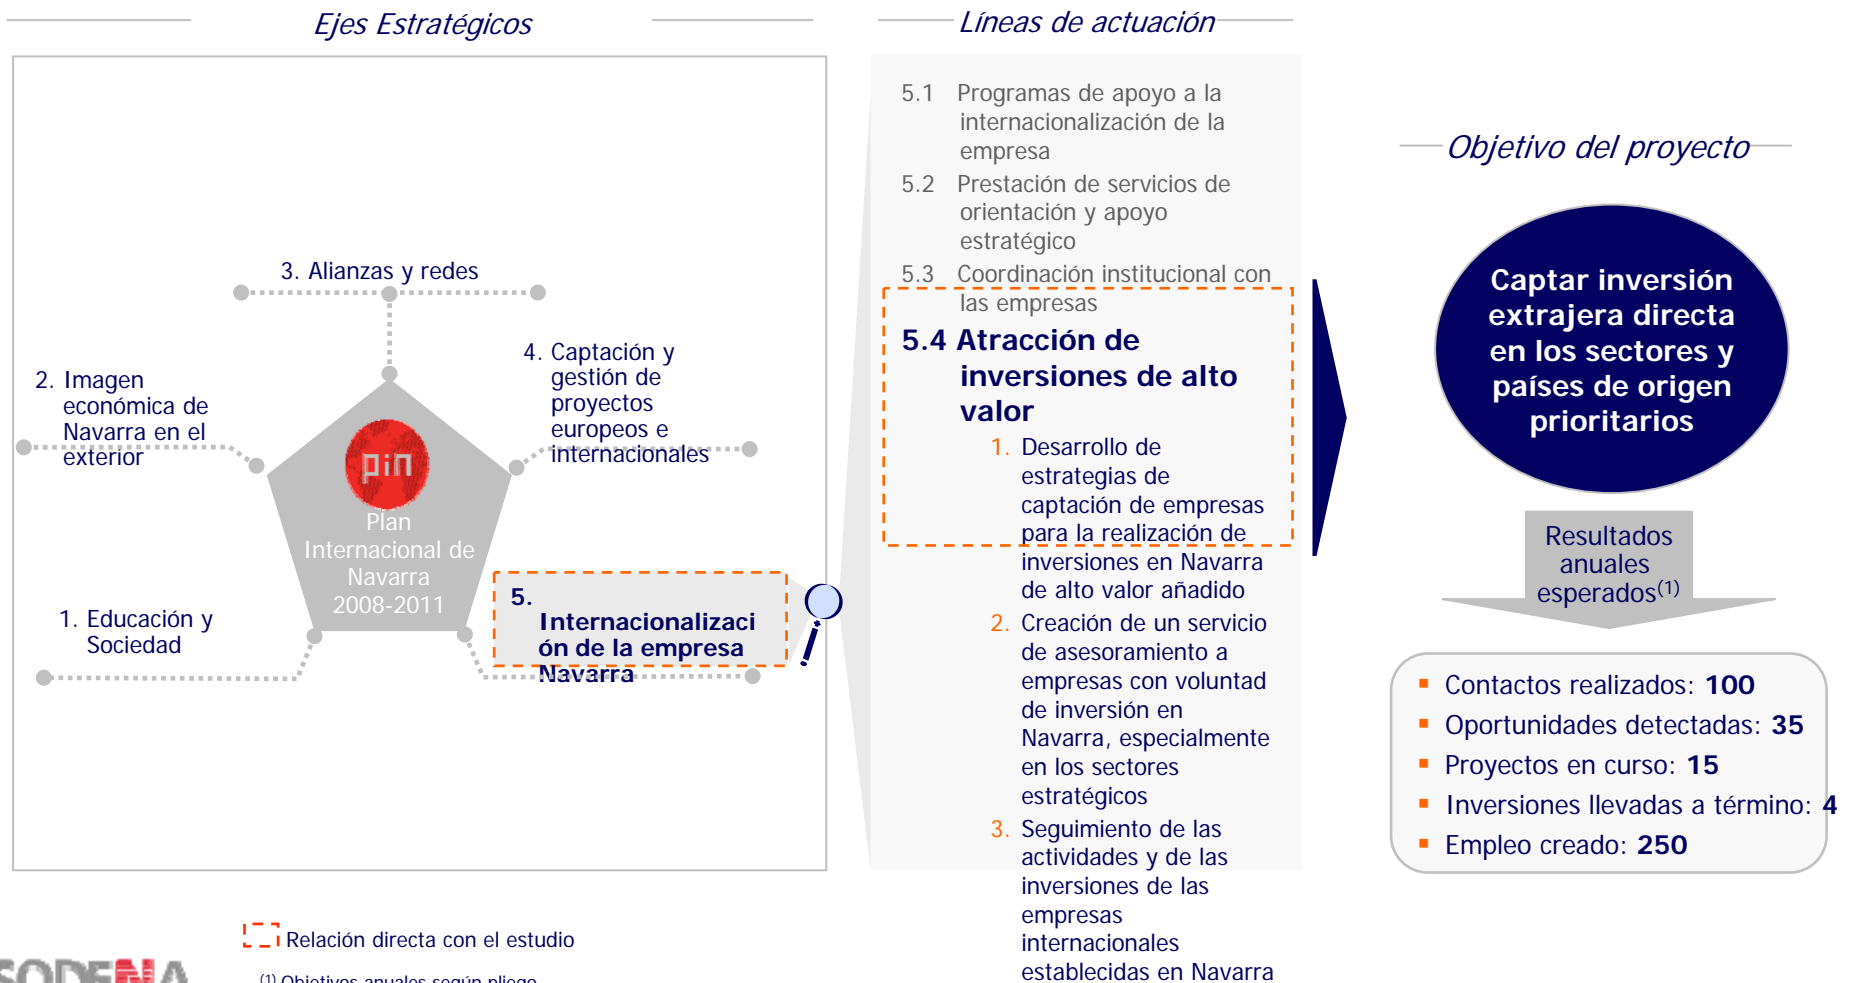 Ejes Estratégicos
3. Alianzas y redes
2. Imagen
económica de
Navarra en el
exterior
4. Captación y
gestión de
proyectos
europeos e
internacionales
pin
Plan
Internacional de
Navarra
2008-2011
1. Educación y
Sociedad
5.
Internacionalizaci
ón de la empresa
Navarra
Líneas de actuación
5.1 Programas de apoyo a la
internacionalización de la
empresa
5.2 Prestación de servicios de
orientación y apoyo
estratégico
5.3 Coordinación institucional con
las empresas
5.4 Atracción de
inversiones de alto
valor
1. Desarrollo de
estrategias de
captación de empresas
para la realización de
inversiones en Navarra
de alto valor añadido
2. Creación de un servicio
de asesoramiento a
empresas con voluntad
de inversión en
Navarra, especialmente
en los sectores
estratégicos
3. Seguimiento de las
actividades y de las
inversiones de las
empresas
internacionales
establecidas en Navarra
Objetivo del proyecto
Captar inversión
extrajera directa
en los sectores y
países de origen
prioritarios
Resultados
anuales
esperados(1)
Contactos realizados: 100
Oportunidades detectadas: 35
Proyectos en curso: 15
Inversiones llevadas a término: 4
Empleo creado: 250
Relación directa con el estudio
(1) Objetivos anuales según pliego
SODENA